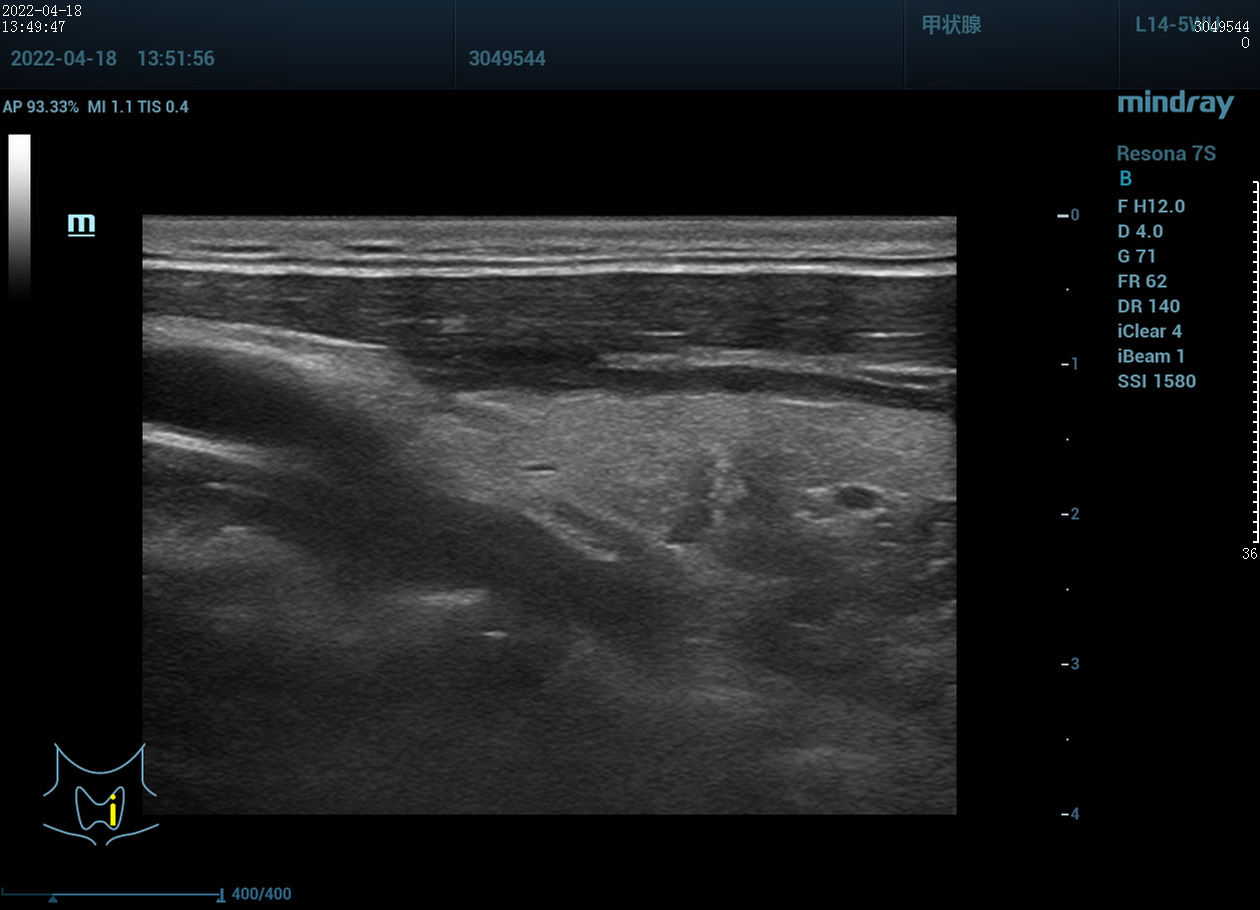 2022-04-18
13:49:47
甲状腺
L14-5WU
3049544
0
2022-04-18 13:51:56
3049544
AP 93.33% MI 1.1 TIS 0.4
mindray
Resona 7S
B
m
F H12.0
D 4.0
G 71
FR 62
DR 140
iClear 4
iBeam 1
SSI 1580
0
1
2
36
3
4
400/400